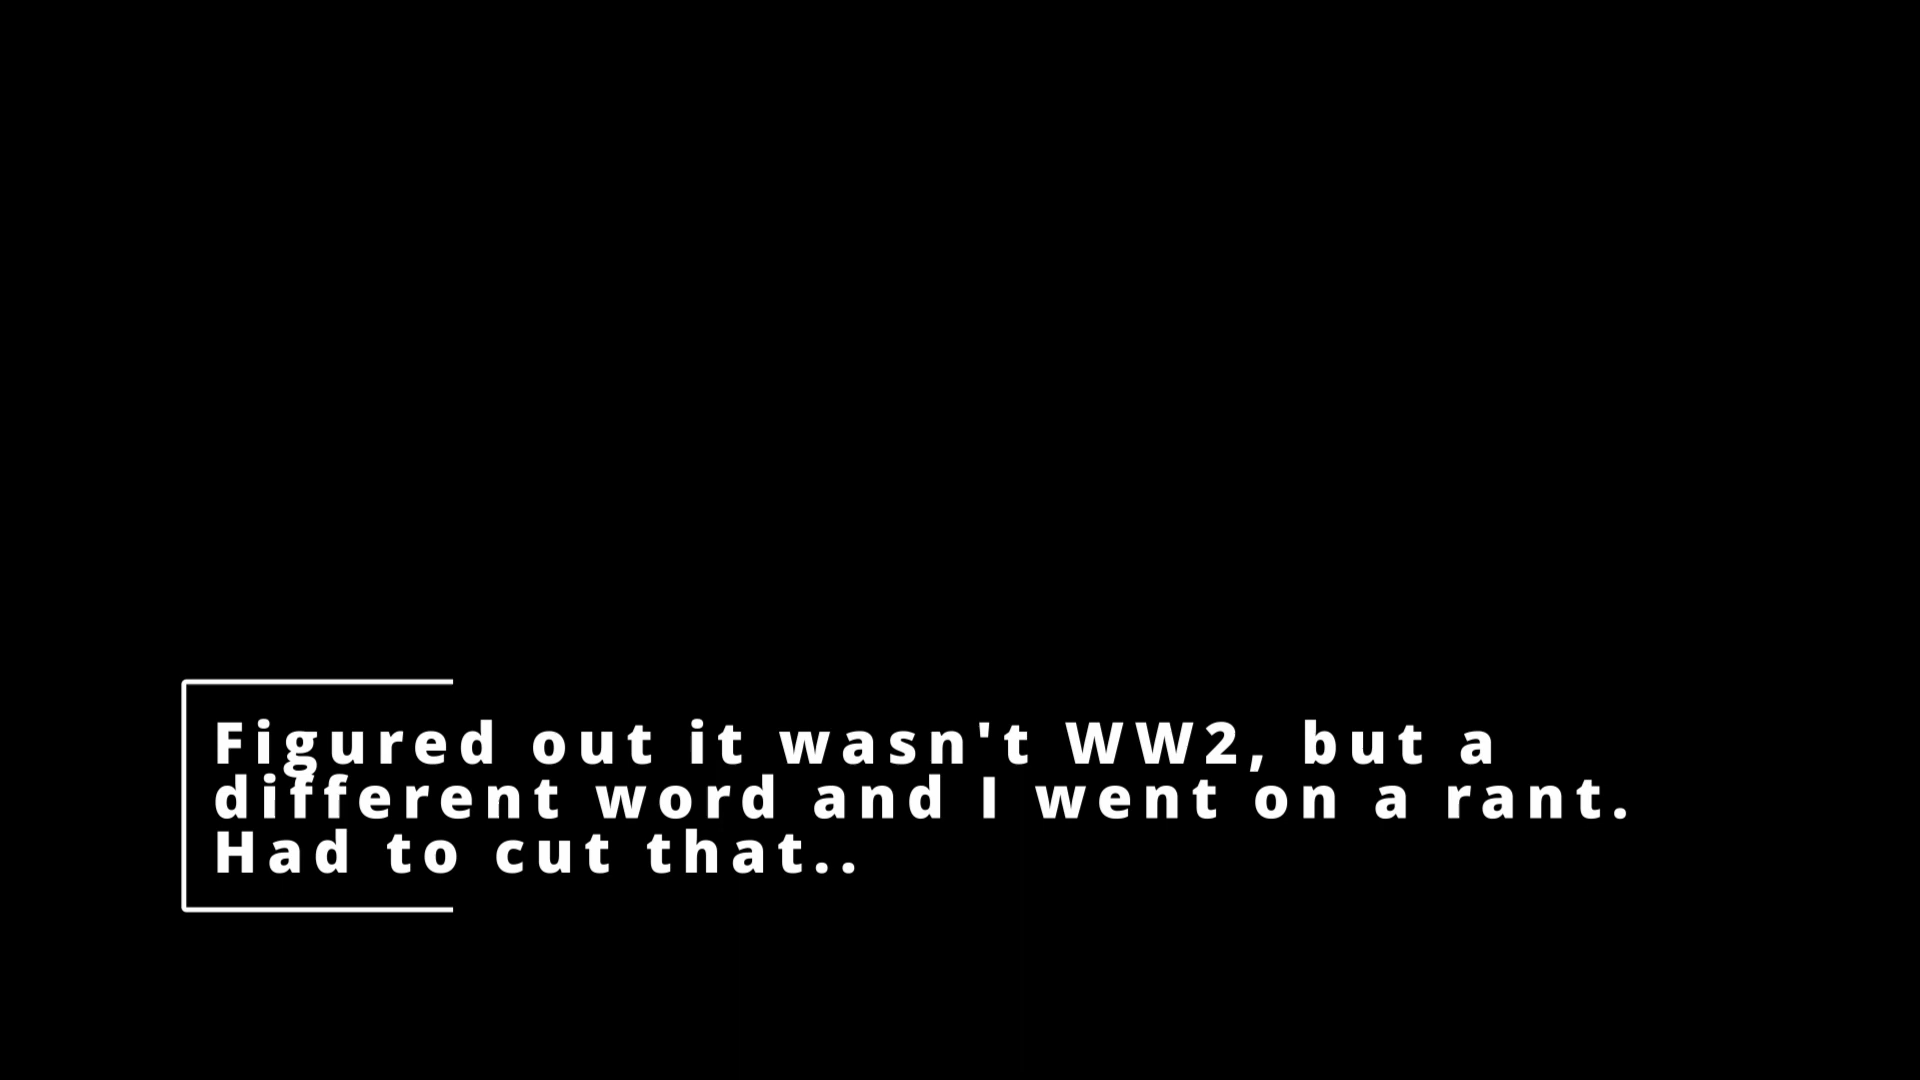 Figured out it wasn't WW2, but a
different word and I went on a rant.
Had to cut that..